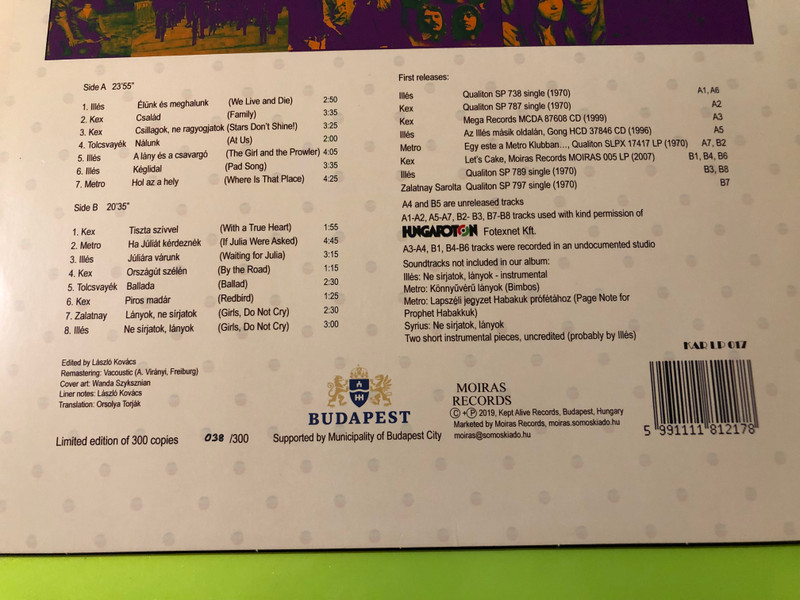 Side A 23'55"
1. Illés Élünk és meghalunk (We Live and Die) 2:50
2. Kex Család (Family) 3:35
3. Kex Csillagok, ne ragyogjatok (Stars Don't Shine!) 3:25
4. Tolcsvayék Nálunk (At Us) 2:00
5. Illés A lány és a csavargó (The Girl and the Prowler) 4:05
6. Illés Kéglidal (Pad Song) 3:35
7. Metro Hol az a hely (Where Is That Place) 4:25
Side B 20'35"
1. Kex Tiszta szívvel (With a True Heart) 1:55
2. Metro Ha Júliát kérdeznék (If Julia Were Asked) 4:45
3. Illés Júliára várunk (Waiting for Julia) 3:15
4. Kex Országút szélén (By the Road) 1:15
5. Tolcsvayék Ballada (Ballad) 2:30
6. Kex Piros madár (Redbird) 1:25
7. Zalatnay Lányok, ne sírjatok (Girls, Do Not Cry) 2:30
8. Illés Ne sírjatok, lányok (Girls, Do Not Cry) 3:00
Edited by László Kovács
Remastering: Vacoustic (A. Virányi, Freiburg)
Cover art: Wanda Szyksznian
Liner notes: László Kovács
Translation: Orsolya Torják
Limited edition of 300 copies 038 /300
First releases:
Illés Qualiton SP 738 single (1970) A1, A6
Kex Qualiton SP 787 single (1970) A2
Kex Mega Records MCDA 87608 CD (1999) A3
Illés Az Illés másik oldalán, Gong HCD 37846 CD (1996) A5
Metro Egy este a Metro Klubban…, Qualiton SLPX 17417 LP (1970) A7, B2
Kex Let's Cake, Moiras Records MOIRAS 005 LP (2007) B1, B4, B6
Illés Qualiton SP 789 single (1970) B3, B8
Zalatnay Sarolta Qualiton SP 797 single (1970) B7
A4 and B5 are unreleased tracks
A1-A2, A5-A7, B2- B3, B7-B8 tracks used with kind permission of
HUNGAROTON Fotexnet Kft.
A3-A4, B1, B4-B6 tracks were recorded in an undocumented studio
Soundtracks not included in our album:
Illés: Ne sírjatok, lányok - instrumental
Metro: Könnyűvérű lányok (Bimbos)
Metro: Lapszéli jegyzet Habakuk prófétához (Page Note for
Prophet Habakkuk)
Syrius: Ne sírjatok, lányok
Two short instrumental pieces, uncredited (probably by Illés)
KAR LP 017
BUDAPEST
Supported by Municipality of Budapest City
MOIRAS
RECORDS
©+℗ 2019, Kept Alive Records, Budapest, Hungary
Marketed by Moiras Records, moiras.somoskiado.hu
moiras@somoskiado.hu
5 991111 812178